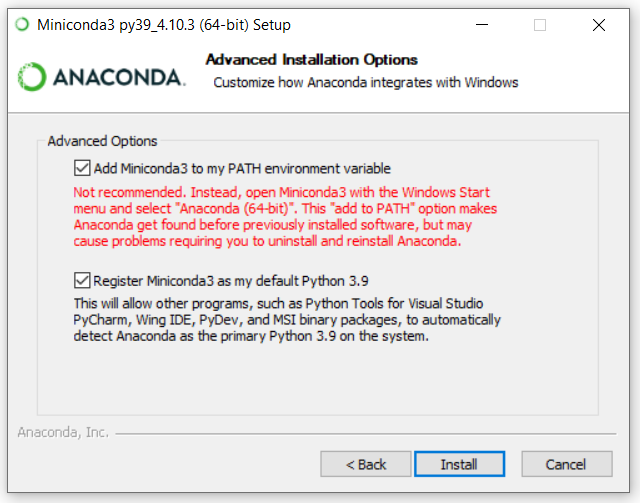 Miniconda3 py39_4.10.3 (64-bit) Setup
ANACONDA.
Advanced Installation Options
Customize how Anaconda integrates with Windows
Advanced Options
Add Miniconda3 to my PATH environment variable
Not recommended. Instead, open Miniconda3 with the Windows Start
menu and select "Anaconda (64-bit)". This "add to PATH" option makes
Anaconda get found before previously installed software, but may
cause problems requiring you to uninstall and reinstall Anaconda.
Register Miniconda3 as my default Python 3.9
This will allow other programs, such as Python Tools for Visual Studio
PyCharm, Wing IDE, PyDev, and MSI binary packages, to automatically
detect Anaconda as the primary Python 3.9 on the system.
Anaconda, Inc.
< Back
Install
Cancel